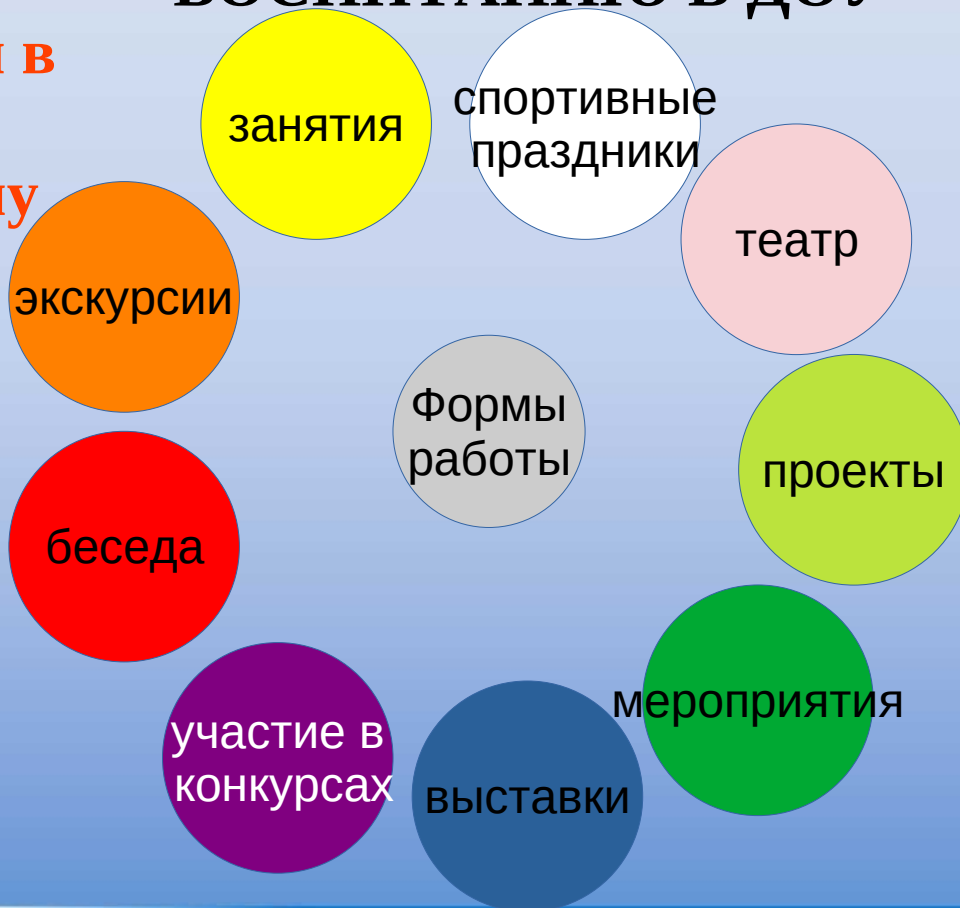 в
занятия
спортивные
праздники
театр
экскурсии
Формы
работы
проекты
беседа
мероприятия
участие в
конкурсах
выставки